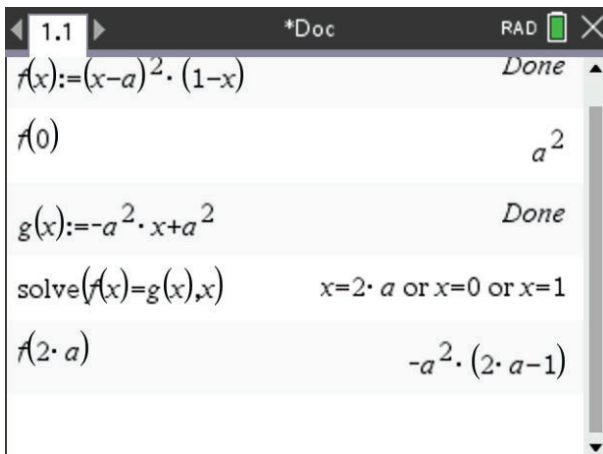 1.1 *Doc RAD
f(x):=(x−a)²·(1−x) Done
f(0) a²
g(x):=-a²·x+a² Done
solve(f(x)=g(x),x) x=2·a or x=0 or x=1
f(2·a) -a²·(2·a−1)